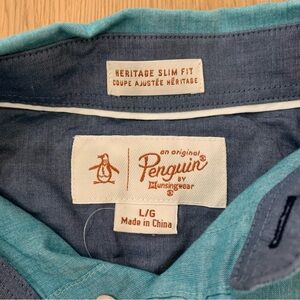 HERITAGE SLIM FIT
COUPE AJUSTÉE HÉRITAGE
an original
Penguin®
BY
Munsingwear®
L/G
Made in China